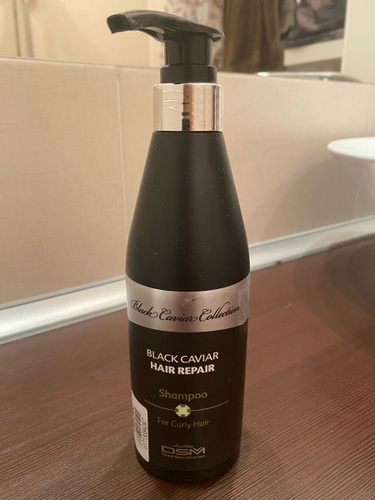 Black Caviar Collection
BLACK CAVIAR
HAIR REPAIR
Shampoo
For Curly Hair
DSM